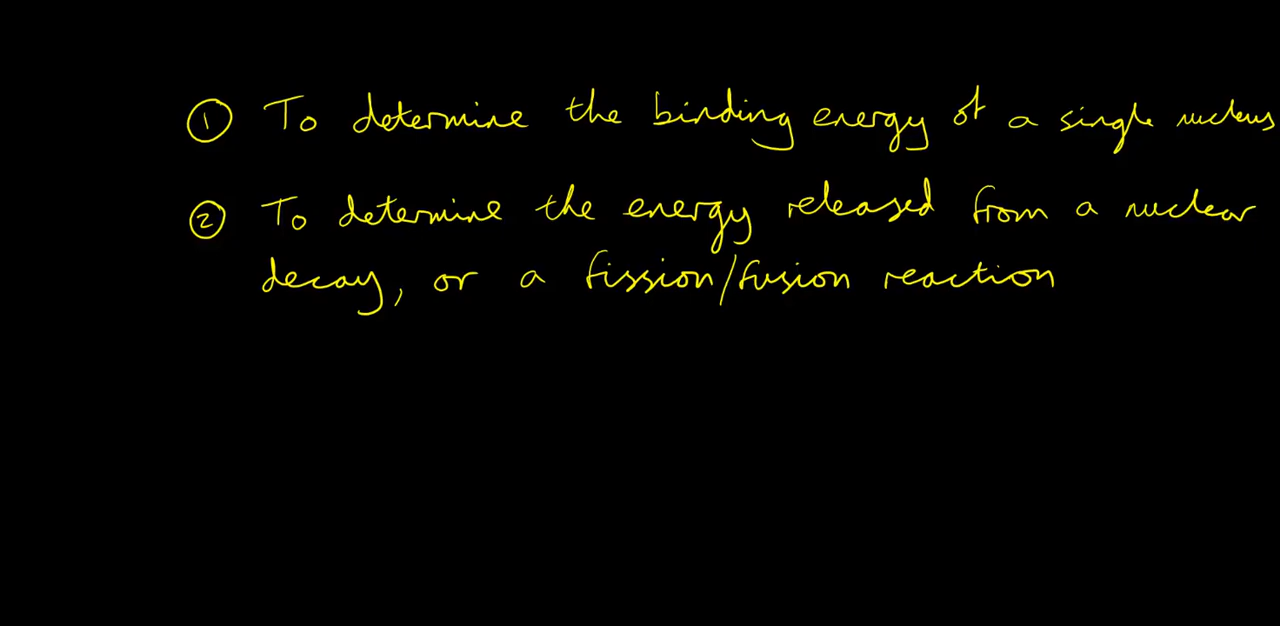 ① To determine the binding energy of a single nucleus
② To determine the energy released from a nuclear
decay, or a fission/fusion reaction